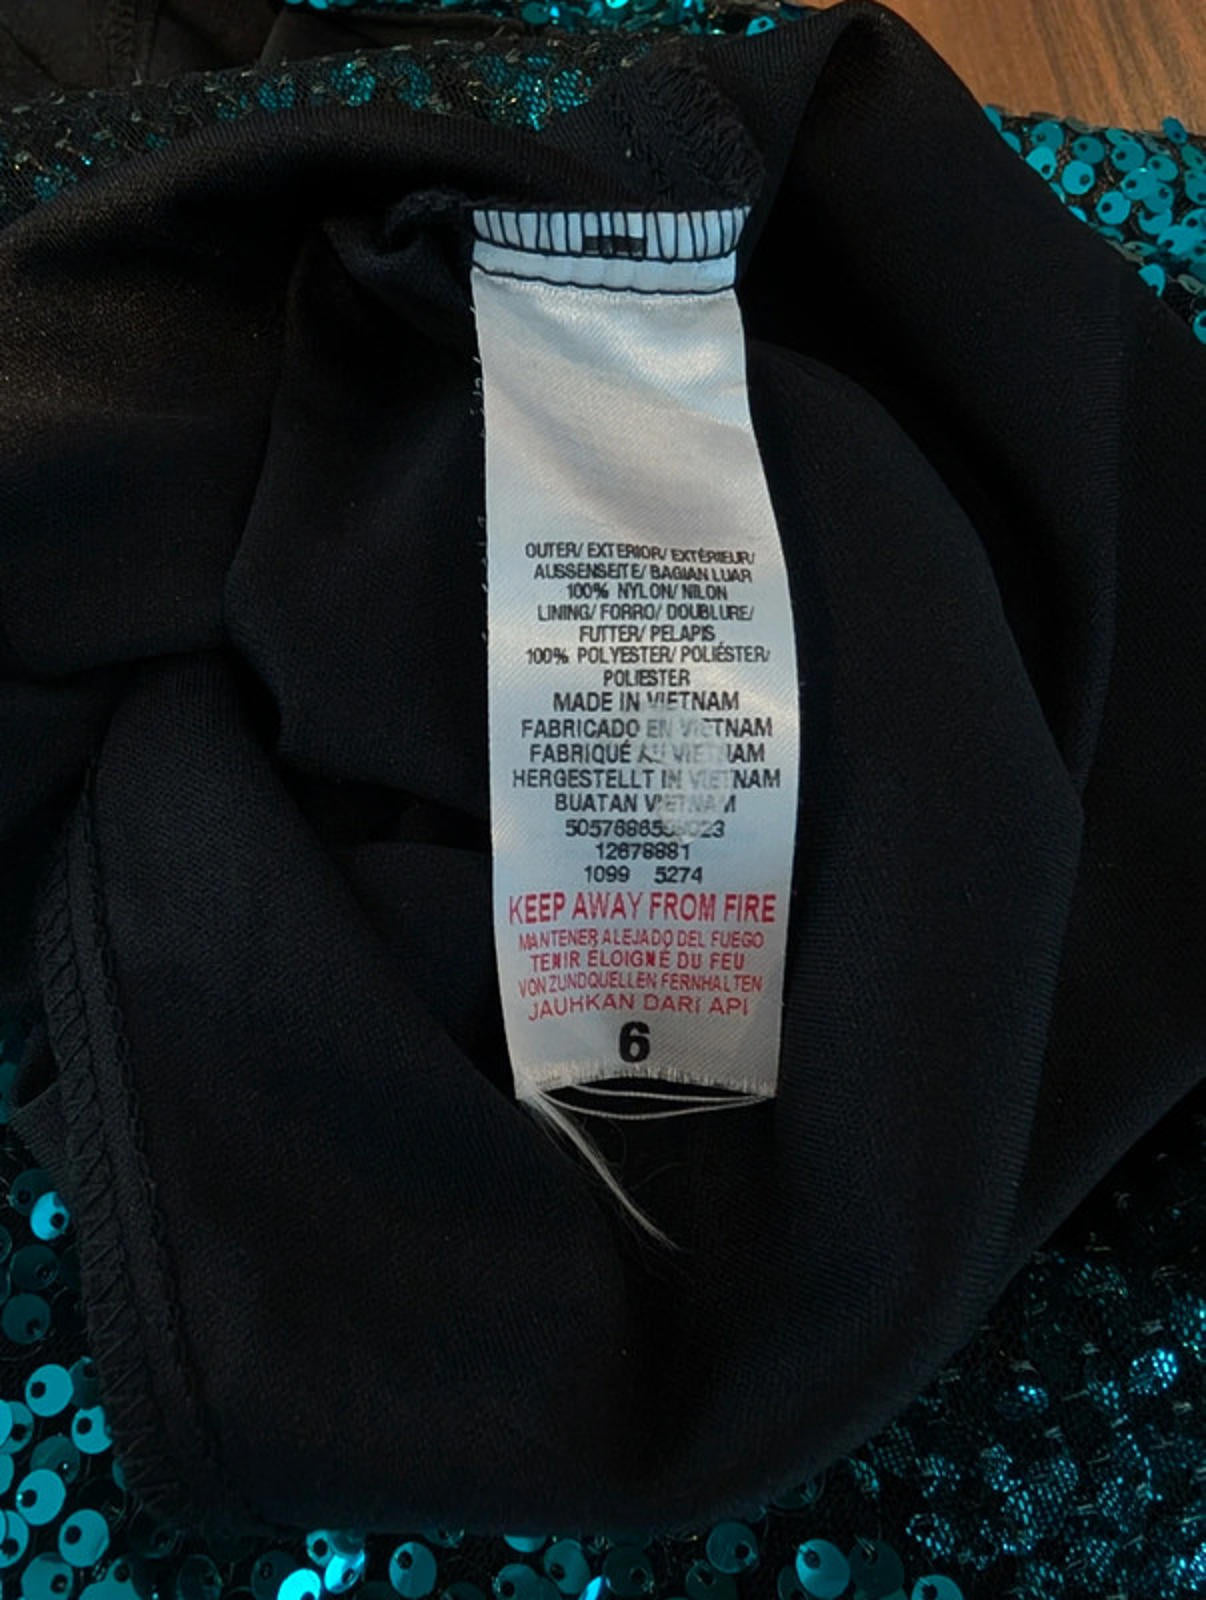 OUTER/ EXTERIOR/ EXTÉRIEUR/
AUSSENSEITE/ BAGIAN LUAR
100% NYLON/ NILON
LINING/ FORRO/ DOUBLURE/
FUTTER/ PELAPIS
100% POLYESTER/ POLIÉSTER/
POLIESTER
MADE IN VIETNAM
FABRICADO EN VIETNAM
FABRIQUÉ AU VIETNAM
HERGESTELLT IN VIETNAM
BUATAN VIETNAM
12678881
1099 5274
KEEP AWAY FROM FIRE
MANTENER ALEJADO DEL FUEGO
TENIR ÉLOIGNÉ DU FEU
VON ZUNDQUELLEN FERNHALTEN
JAUHKAN DARI API
6